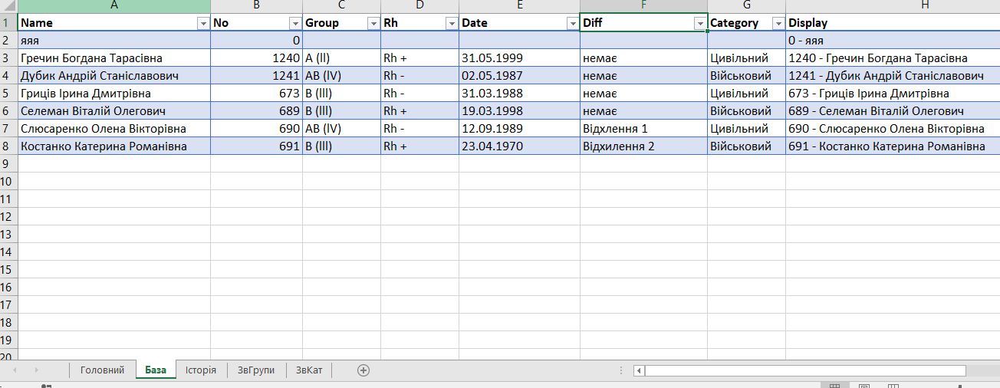 A B C D E F G H
1 Name No Group Rh Date Diff Category Display
2 яяя 0 0 - яяя
3 Гречин Богдана Тарасівна 1240 A (II) Rh + 31.05.1999 немає Цивільний 1240 - Гречин Богдана Тарасівна
4 Дубик Андрій Станіславович 1241 AB (IV) Rh - 02.05.1987 немає Військовий 1241 - Дубик Андрій Станіславович
5 Гриців Ірина Дмитрівна 673 B (III) Rh - 31.03.1988 немає Цивільний 673 - Гриців Ірина Дмитрівна
6 Селеман Віталій Олегович 689 B (III) Rh + 19.03.1998 немає Військовий 689 - Селеман Віталій Олегович
7 Слюсаренко Олена Вікторівна 690 AB (IV) Rh - 12.09.1989 Відхлення 1 Цивільний 690 - Слюсаренко Олена Вікторівна
8 Костанко Катерина Романівна 691 B (III) Rh + 23.04.1970 Відхилення 2 Військовий 691 - Костанко Катерина Романівна
9
10
11
12
13
14
15
16
17
18
19
20
Головний База Історія ЗвГрупи ЗвКат